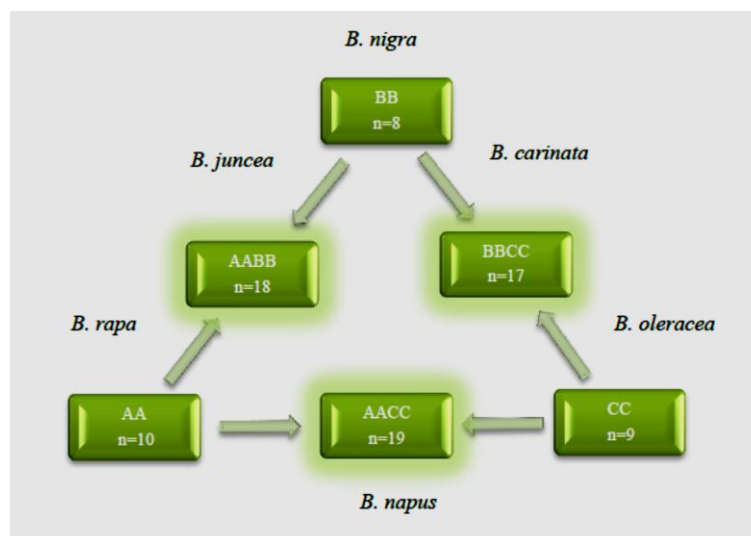 B. nigra
BB
n=8
B. juncea
B. carinata
AABB
n=18
BBCC
n=17
B. rapa
B. oleracea
AA
n=10
AACC
n=19
CC
n=9
B. napus